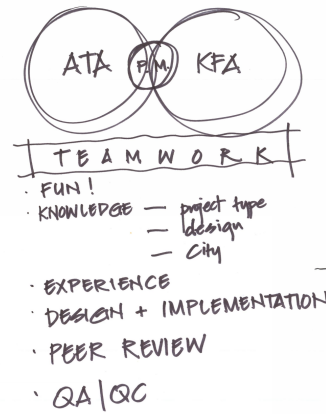 ATA P. M. KFA
TEAMWORK
· FUN!
· KNOWLEDGE — project type
— design
— City
· EXPERIENCE
· DESIGN + IMPLEMENTATION
· PEER REVIEW
· QA/QC